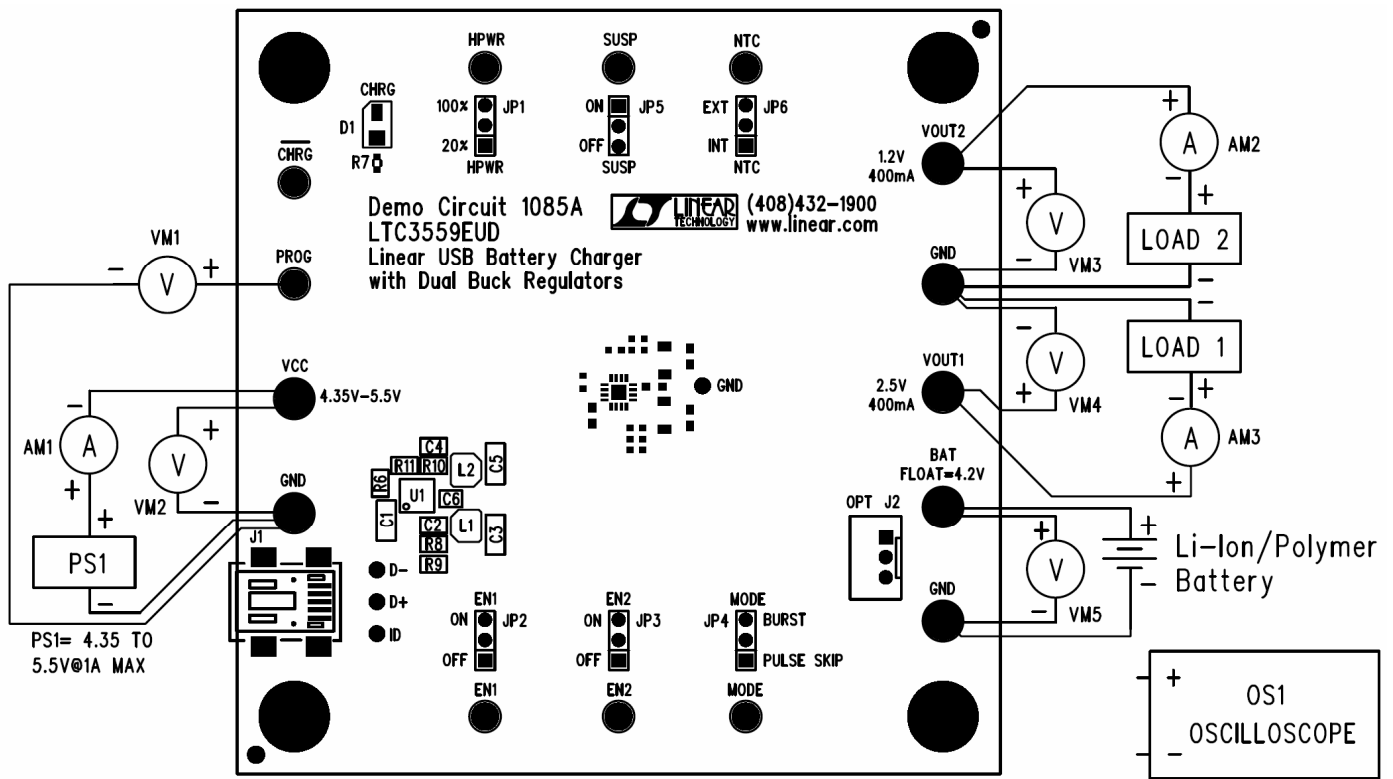 HPWR
SUSP
NTC
CHRG
100%
JP1
20%
HPWR
ON
JP5
OFF
SUSP
EXT
JP6
INT
NTC
D1
R7
CHRG
Demo Circuit 1085A
LTC3559EUD
Linear USB Battery Charger
with Dual Buck Regulators
LINEAR
TECHNOLOGY
(408)432-1900
www.linear.com
VOUT2
1.2V
400mA
+
A
AM2
-
+
LOAD 2
-
+
V
-
VM3
GND
VM1
-
V
+
PROG
-
LOAD 1
+
-
V
+
VM4
VOUT1
2.5V
400mA
-
A
AM3
+
GND
VCC
4.35V-5.5V
-
AM1
A
+
+
V
-
VM2
GND
+
PS1
-
PS1= 4.35 TO
5.5V@1A MAX
J1
C4
R11
R10
L2
C5
R6
U1
C6
C1
C2
L1
C3
R8
R9
D-
D+
ID
BAT
FLOAT=4.2V
OPT J2
+
V
-
VM5
+
-
Li-Ion/Polymer
Battery
GND
EN1
ON
JP2
OFF
EN1
EN2
ON
JP3
OFF
EN2
MODE
JP4
BURST
PULSE SKIP
MODE
+
-
OS1
OSCILLOSCOPE